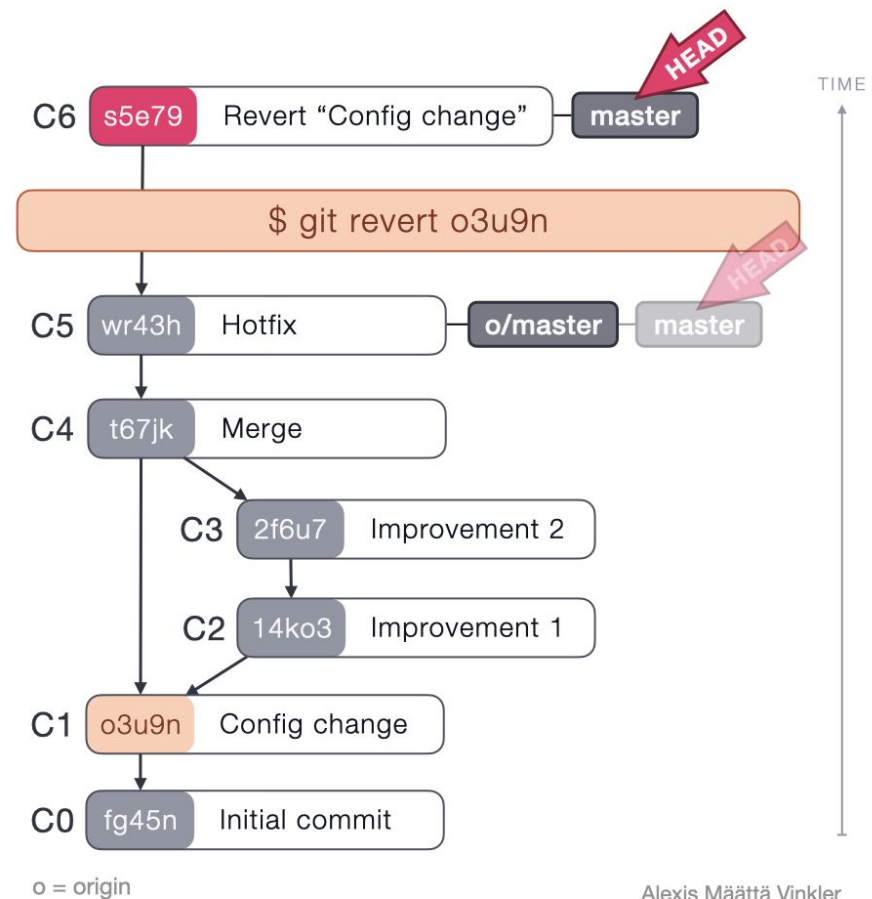 HEAD
TIME
C6 s5e79 Revert “Config change” master
$ git revert o3u9n
HEAD
C5 wr43h Hotfix o/master master
C4 t67jk Merge
C3 2f6u7 Improvement 2
C2 14ko3 Improvement 1
C1 o3u9n Config change
C0 fg45n Initial commit
o = origin
Alexis Määttä Vinkler